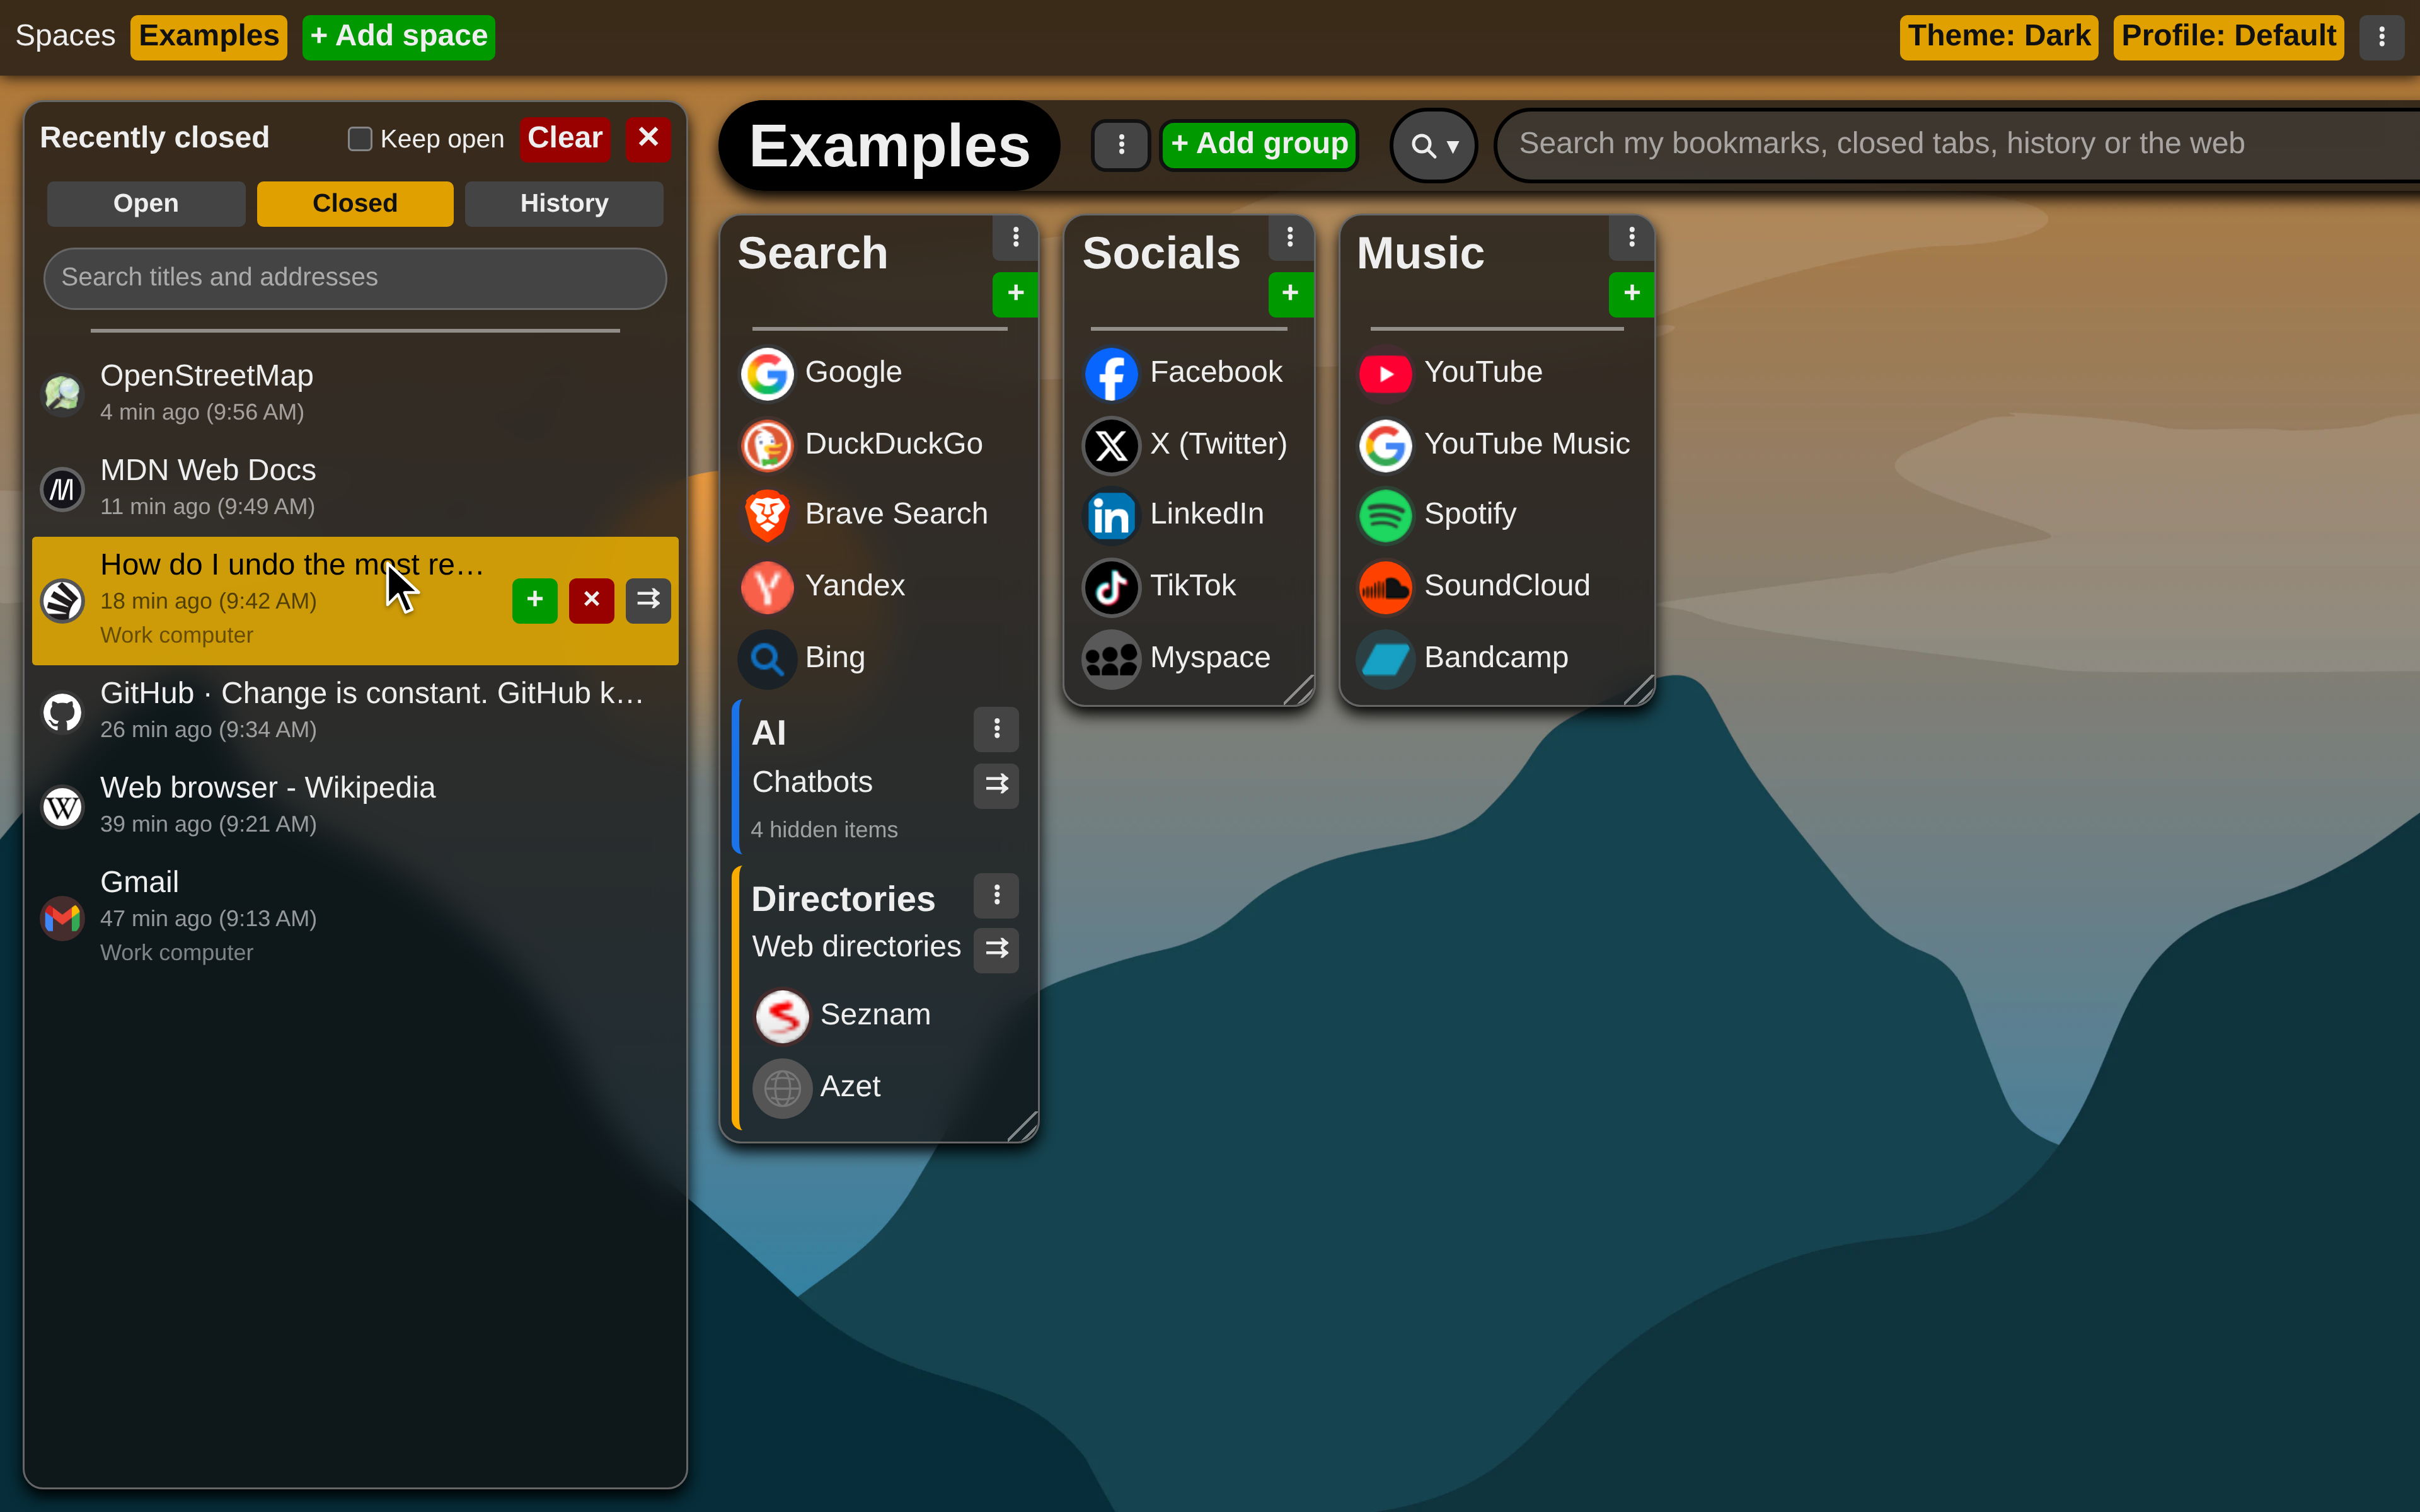 Spaces Examples + Add space Theme: Dark Profile: Default
Recently closed Keep open Clear ✕
Open Closed History
Search titles and addresses
OpenStreetMap
4 min ago (9:56 AM)
MDN Web Docs
11 min ago (9:49 AM)
How do I undo the most re…
18 min ago (9:42 AM)
Work computer
GitHub · Change is constant. GitHub k…
26 min ago (9:34 AM)
Web browser - Wikipedia
39 min ago (9:21 AM)
Gmail
47 min ago (9:13 AM)
Work computer
Examples + Add group Search my bookmarks, closed tabs, history or the web
Search
Google
DuckDuckGo
Brave Search
Yandex
Bing
AI
Chatbots
4 hidden items
Directories
Web directories
Seznam
Azet
Socials
Facebook
X (Twitter)
LinkedIn
TikTok
Myspace
Music
YouTube
YouTube Music
Spotify
SoundCloud
Bandcamp